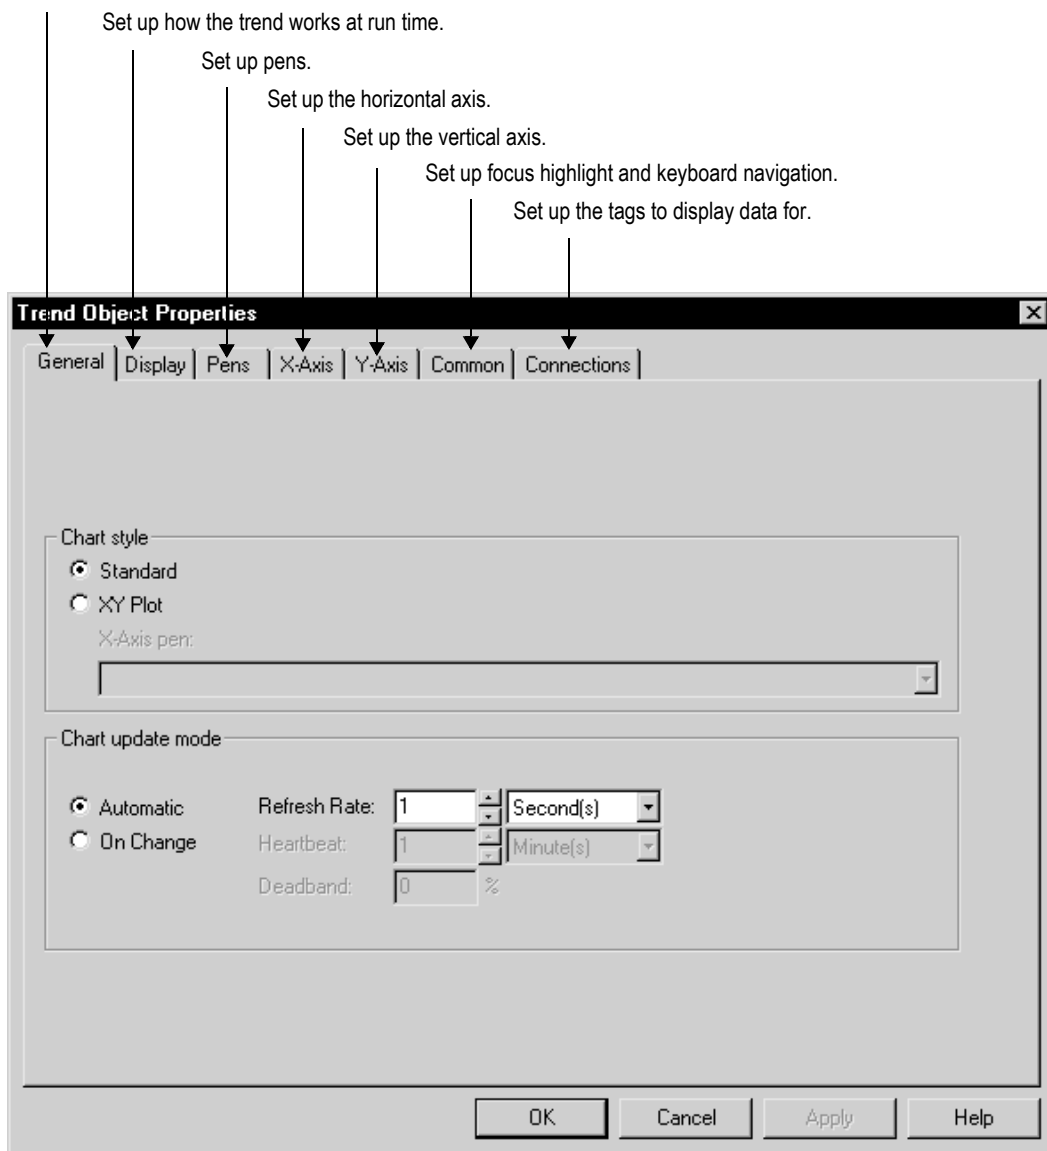 Set up how the trend works at run time.
Set up pens.
Set up the horizontal axis.
Set up the vertical axis.
Set up focus highlight and keyboard navigation.
Set up the tags to display data for.
Trend Object Properties
General Display Pens X-Axis Y-Axis Common Connections
Chart style
Standard
XY Plot
X-Axis pen:
Chart update mode
Automatic Refresh Rate: 1 Second(s)
On Change Heartbeat: 1 Minute(s)
Deadband: 0 %
OK Cancel Apply Help